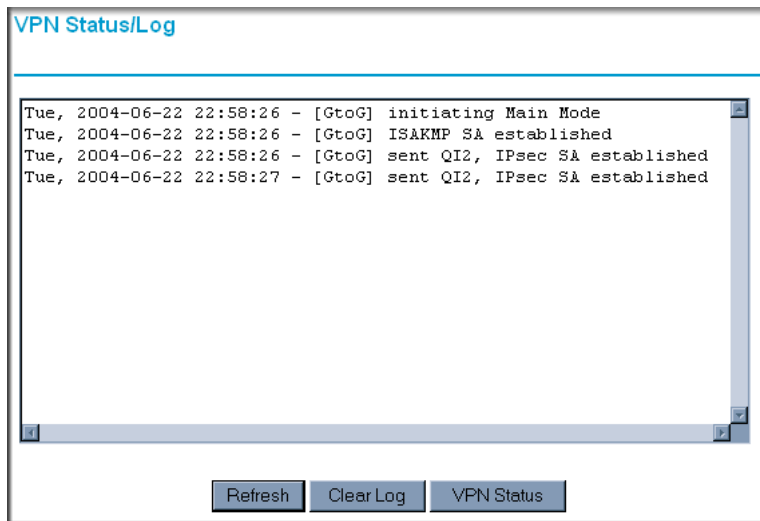 VPN Status/Log
Tue, 2004-06-22 22:58:26 - [GtoG] initiating Main Mode
Tue, 2004-06-22 22:58:26 - [GtoG] ISAKMP SA established
Tue, 2004-06-22 22:58:26 - [GtoG] sent QI2, IPsec SA established
Tue, 2004-06-22 22:58:27 - [GtoG] sent QI2, IPsec SA established
Refresh Clear Log VPN Status